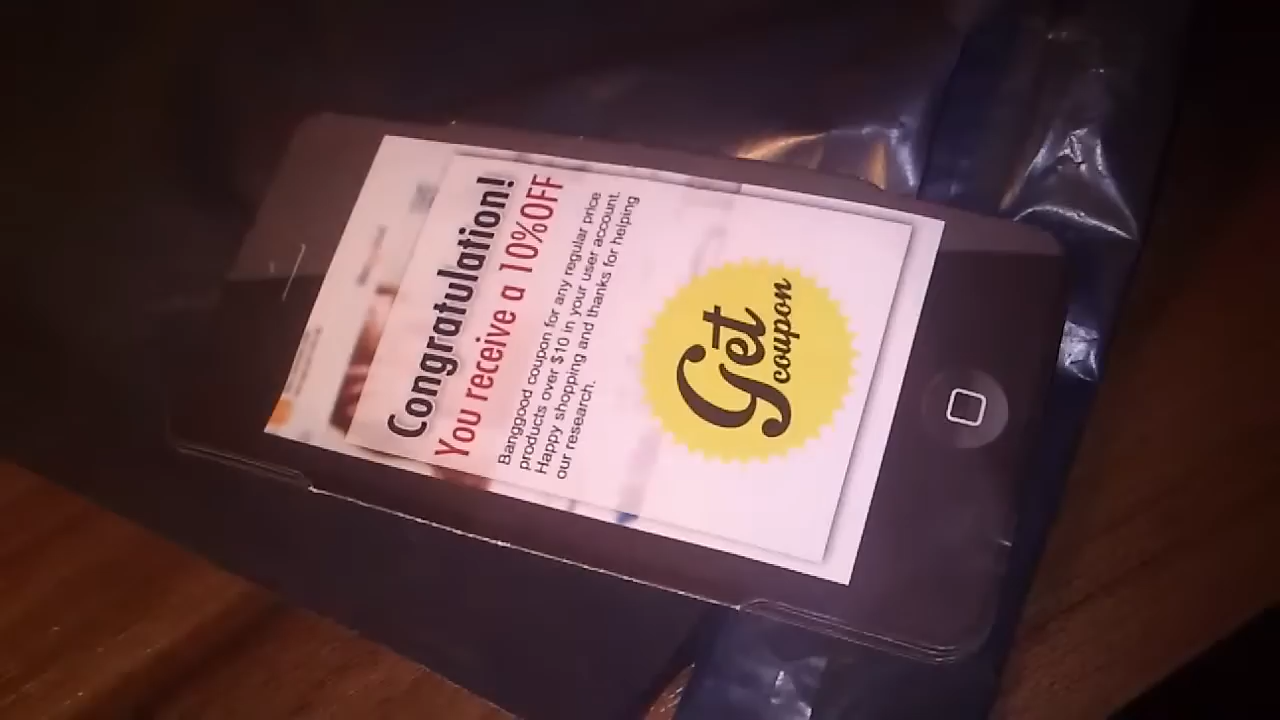 Congratulation!
You receive a 10%OFF
Banggood coupon for any regular price
products over $10 in your user account.
Happy shopping and thanks for helping
our research.
Get
coupon